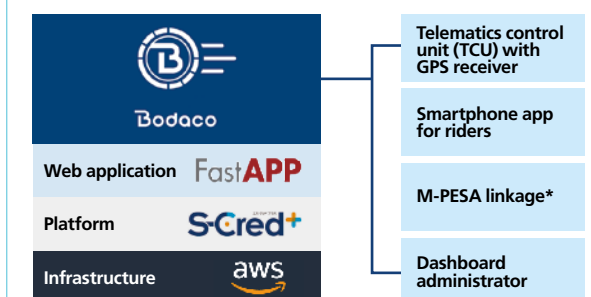 B
Bodaco
Web application FastAPP
Platform S-Cred+
Infrastructure aws
Telematics control
unit (TCU) with
GPS receiver
Smartphone app
for riders
M-PESA linkage*
Dashboard
administrator